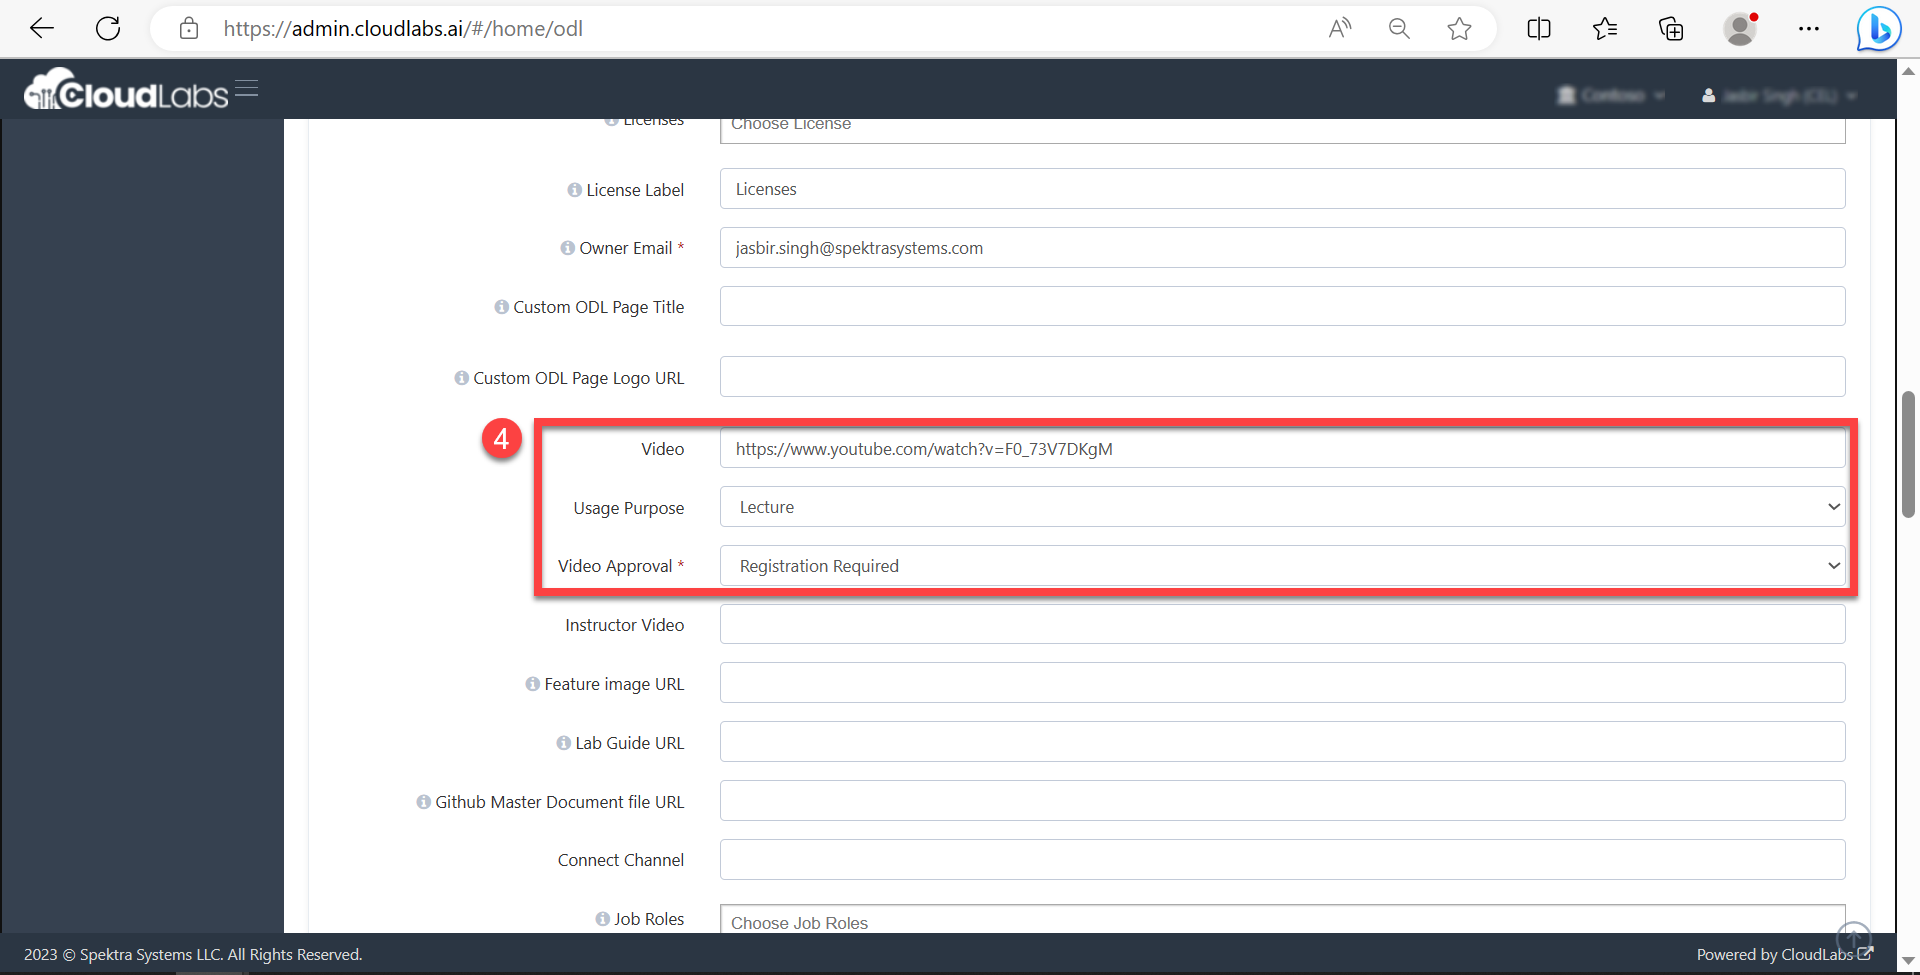 https://admin.cloudlabs.ai/#/home/odl
CloudLabs
Contoso
Licenses
Choose License
License Label
Licenses
Owner Email *
jasbir.singh@spektrasystems.com
Custom ODL Page Title
Custom ODL Page Logo URL
4
Video
https://www.youtube.com/watch?v=F0_73V7DKgM
Usage Purpose
Lecture
Video Approval *
Registration Required
Instructor Video
Feature image URL
Lab Guide URL
Github Master Document file URL
Connect Channel
Job Roles
Choose Job Roles
2023 © Spektra Systems LLC. All Rights Reserved.
Powered by CloudLabs